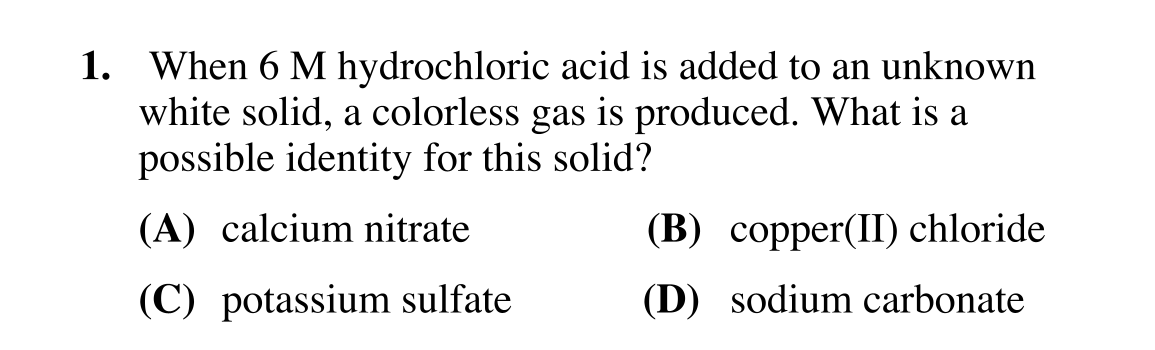 1. When 6 M hydrochloric acid is added to an unknown
white solid, a colorless gas is produced. What is a
possible identity for this solid?
(A) calcium nitrate (B) copper(II) chloride
(C) potassium sulfate (D) sodium carbonate